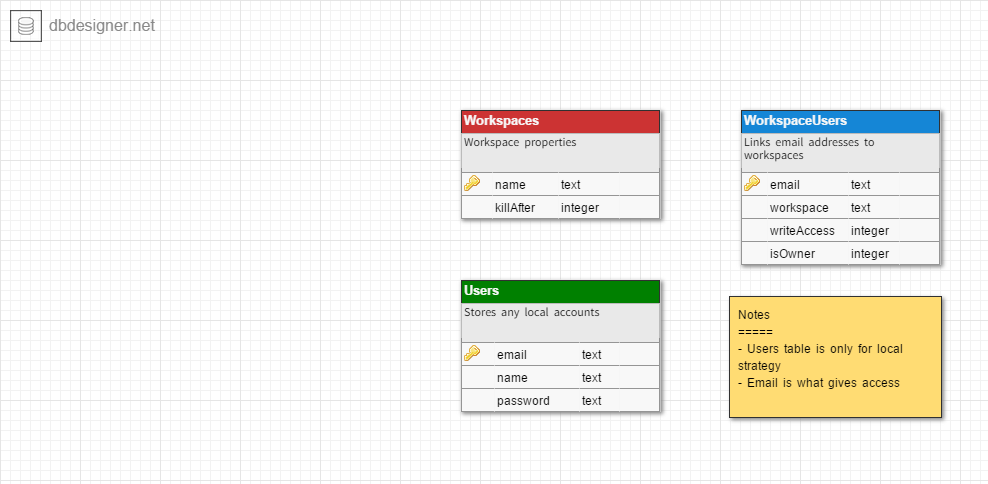 dbdesigner.net
Workspaces
Workspace properties
name text
killAfter integer
WorkspaceUsers
Links email addresses to
workspaces
email text
workspace text
writeAccess integer
isOwner integer
Users
Stores any local accounts
email text
name text
password text
Notes
=====
- Users table is only for local
strategy
- Email is what gives access